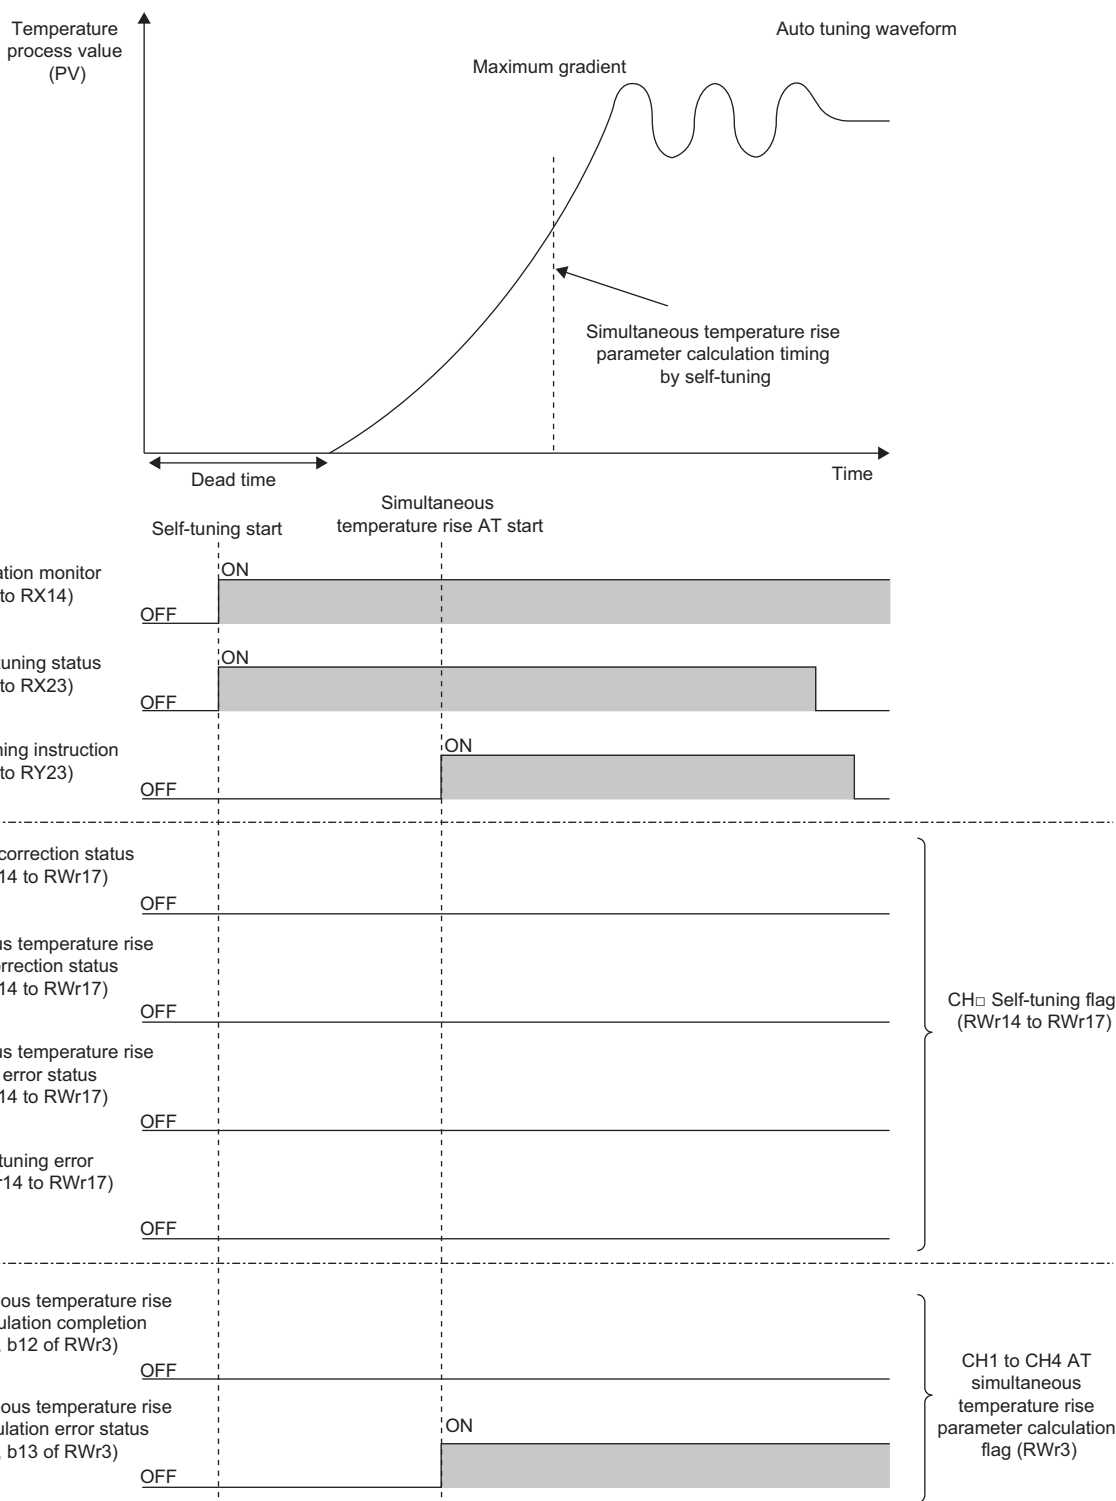 Temperature
process value
(PV)
Auto tuning waveform
Maximum gradient
Simultaneous temperature rise
parameter calculation timing
by self-tuning
Dead time
Time
Self-tuning start
Simultaneous
temperature rise AT start
ation monitor
to RX14)
ON
OFF
tuning status
to RX23)
ON
OFF
ning instruction
to RY23)
ON
OFF
correction status
14 to RWr17)
OFF
us temperature rise
orrection status
14 to RWr17)
OFF
us temperature rise
error status
14 to RWr17)
OFF
tuning error
r14 to RWr17)
OFF
CH□ Self-tuning flag
(RWr14 to RWr17)
ous temperature rise
ulation completion
, b12 of RWr3)
OFF
ous temperature rise
ulation error status
, b13 of RWr3)
ON
OFF
CH1 to CH4 AT
simultaneous
temperature rise
parameter calculation
flag (RWr3)